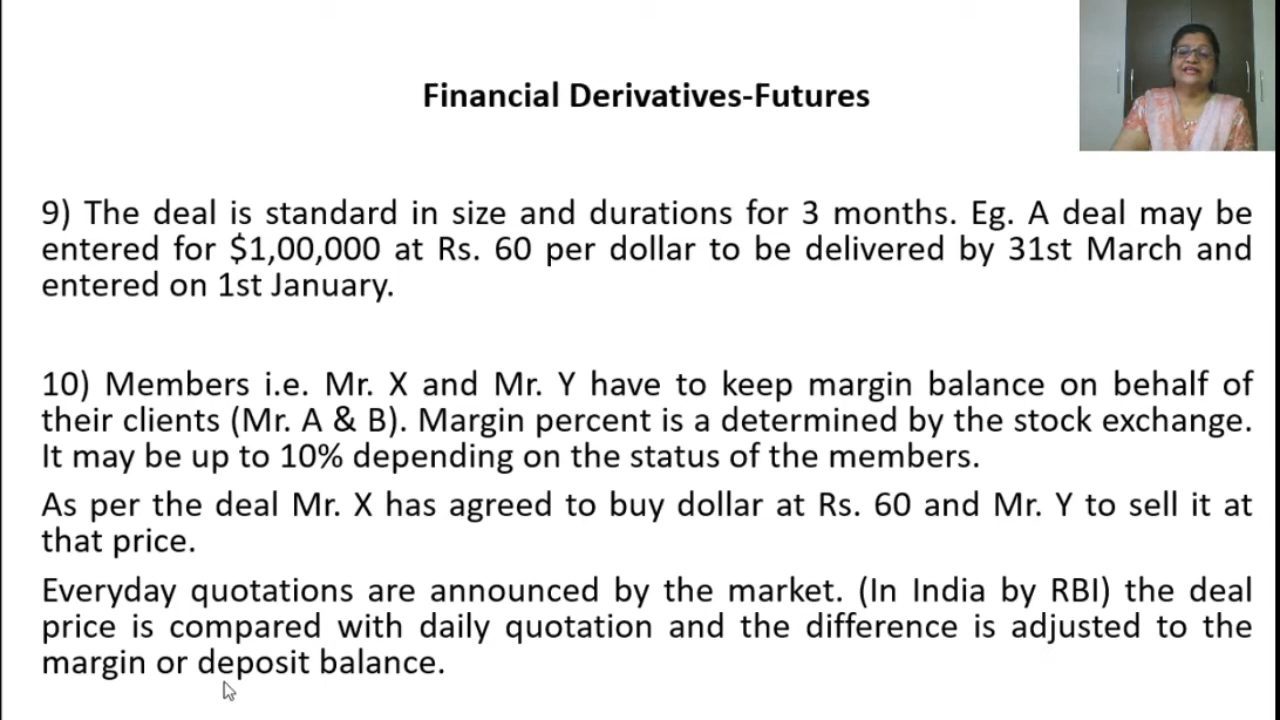 Financial Derivatives-Futures
9) The deal is standard in size and durations for 3 months. Eg. A deal may be
entered for $1,00,000 at Rs. 60 per dollar to be delivered by 31st March and
entered on 1st January.
10) Members i.e. Mr. X and Mr. Y have to keep margin balance on behalf of
their clients (Mr. A & B). Margin percent is a determined by the stock exchange.
It may be up to 10% depending on the status of the members.
As per the deal Mr. X has agreed to buy dollar at Rs. 60 and Mr. Y to sell it at
that price.
Everyday quotations are announced by the market. (In India by RBI) the deal
price is compared with daily quotation and the difference is adjusted to the
margin or deposit balance.